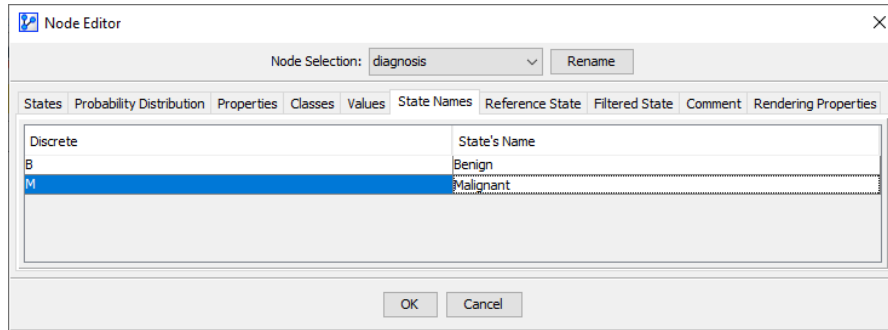 Node Editor
Node Selection: diagnosis Rename
States Probability Distribution Properties Classes Values State Names Reference State Filtered State Comment Rendering Properties
Discrete State's Name
B Benign
M Malignant
OK Cancel